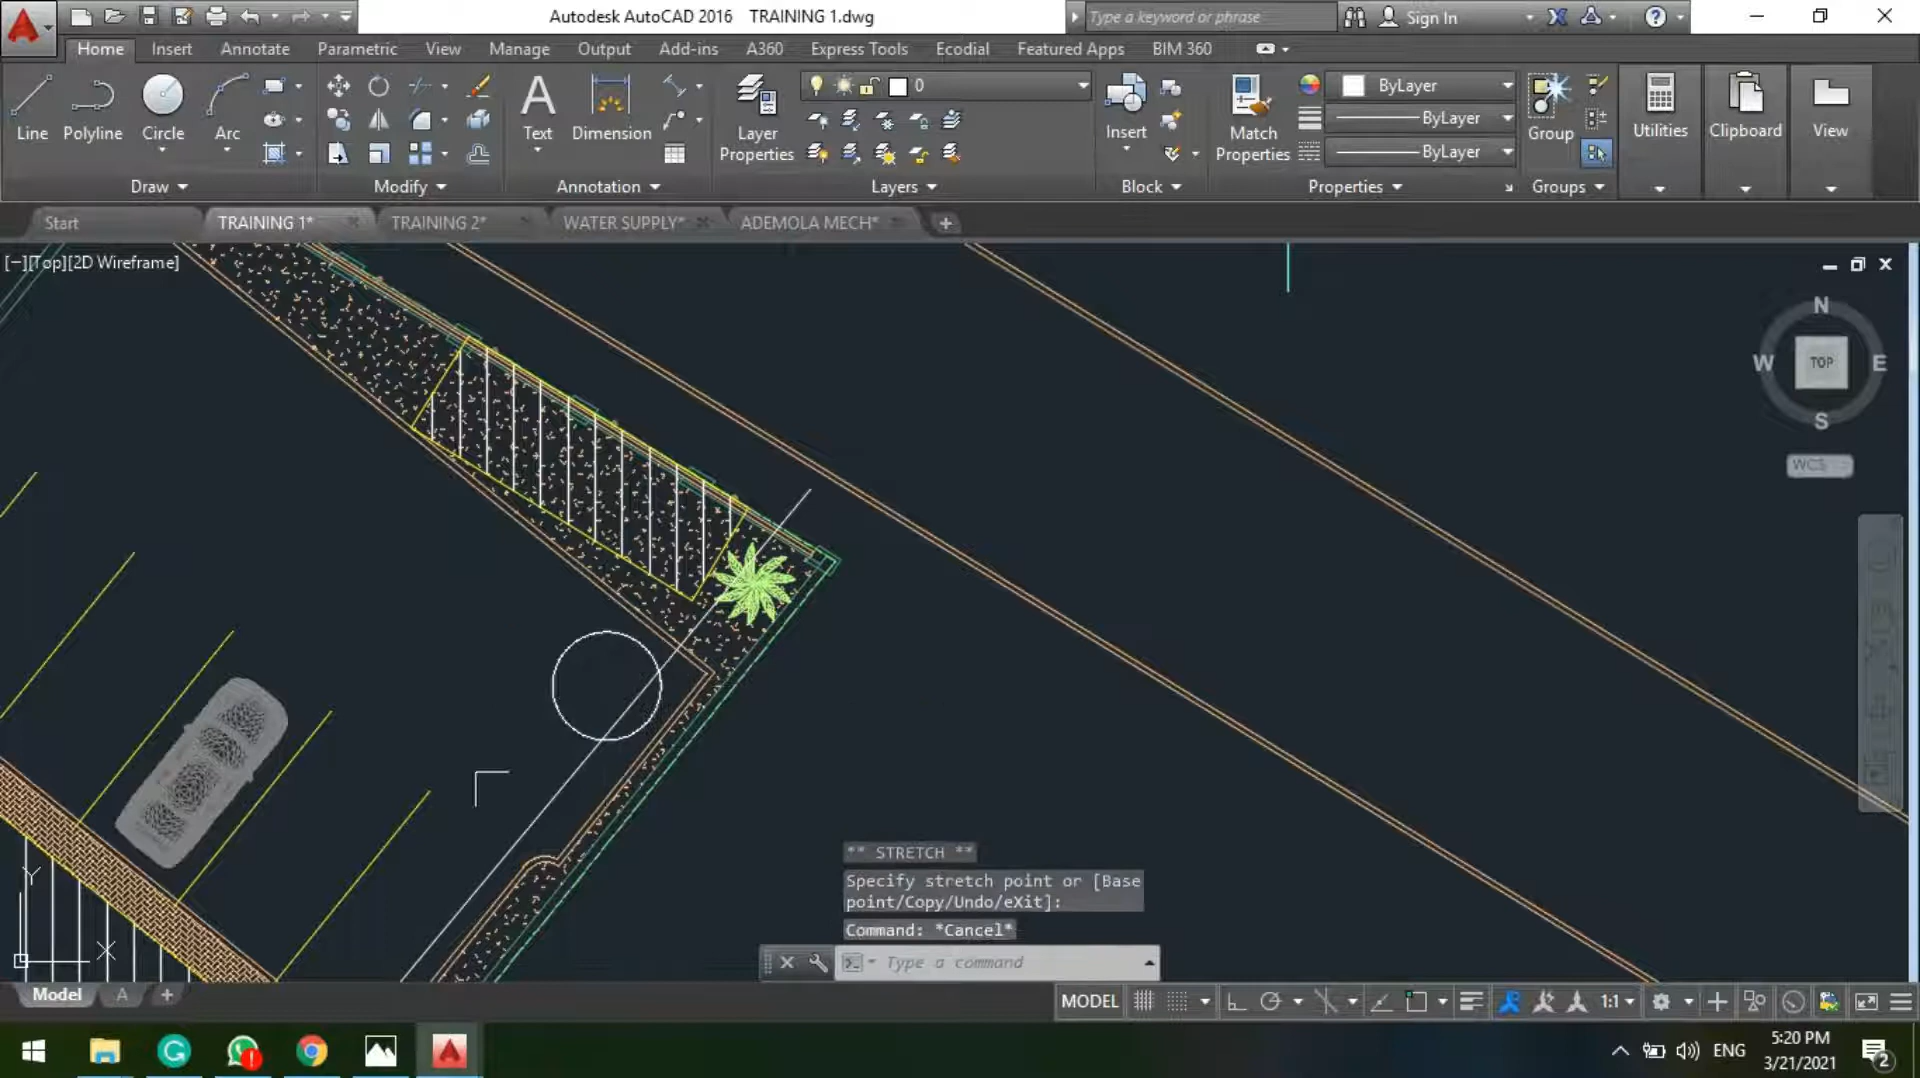 Autodesk AutoCAD 2016 TRAINING 1.dwg
Type a keyword or phrase
Sign In
Home Insert Annotate Parametric View Manage Output Add-ins A360 Express Tools Ecodial Featured Apps BIM 360
0
ByLayer
ByLayer
ByLayer
Line Polyline Circle Arc
Text Dimension
Layer Properties
Insert
Match Properties
Group
Utilities Clipboard View
Draw Modify Annotation Layers Block Properties Groups
Start TRAINING 1* TRAINING 2* WATER SUPPLY* ADEMOLA MECH*
[−][Top][2D Wireframe]
N
W TOP E
S
WCS
Y
X
** STRETCH **
Specify stretch point or [Base
point/Copy/Undo/eXit]:
Command: *Cancel*
Type a command
Model A
MODEL 1:1
ENG
5:20 PM
3/21/2021
2